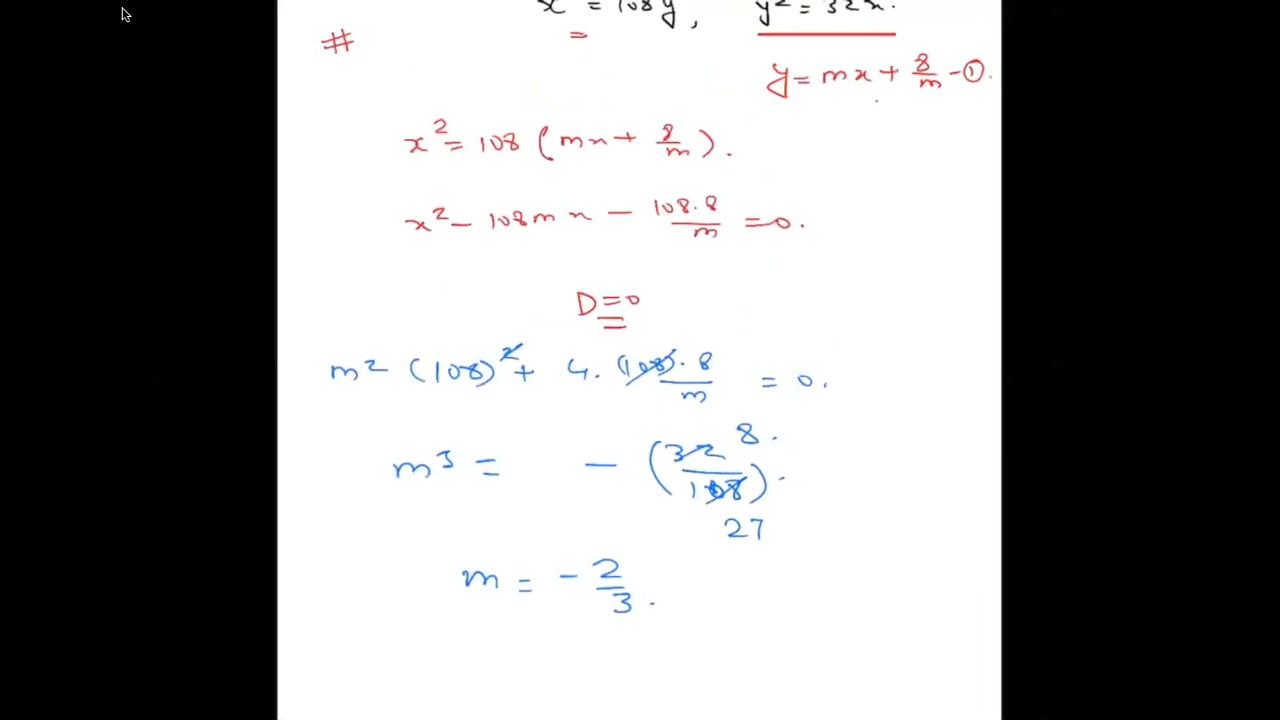 x² = 108y, y² = 32x.
#
y = mx + 8/m - ①.
x² = 108 (mx + 8/m).
x² - 108mx - 108.8/m = 0.
D = 0
m² (108)² + 4. (108).8/m = 0.
m³ = - (32/108). 8. 27
m = - 2/3.